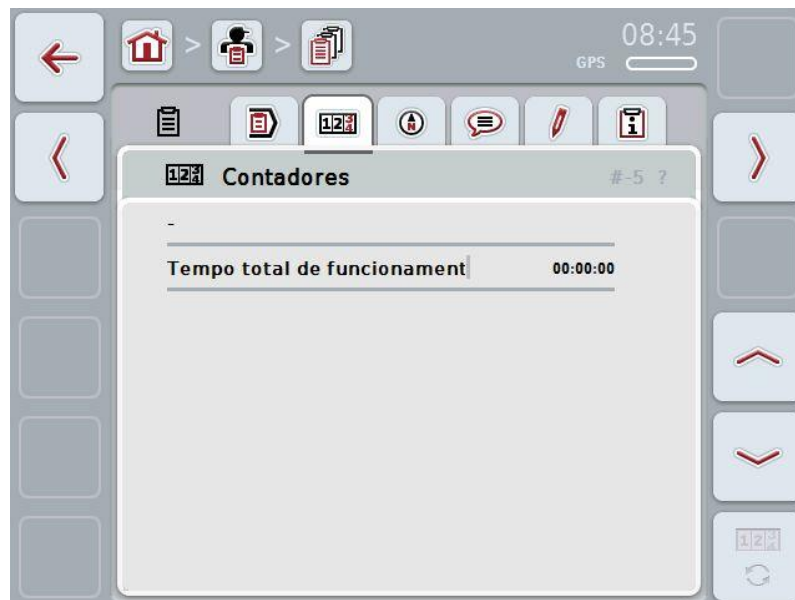 > >
08:45
GPS
Contadores
#-5 ?
-
Tempo total de funcionament
00:00:00